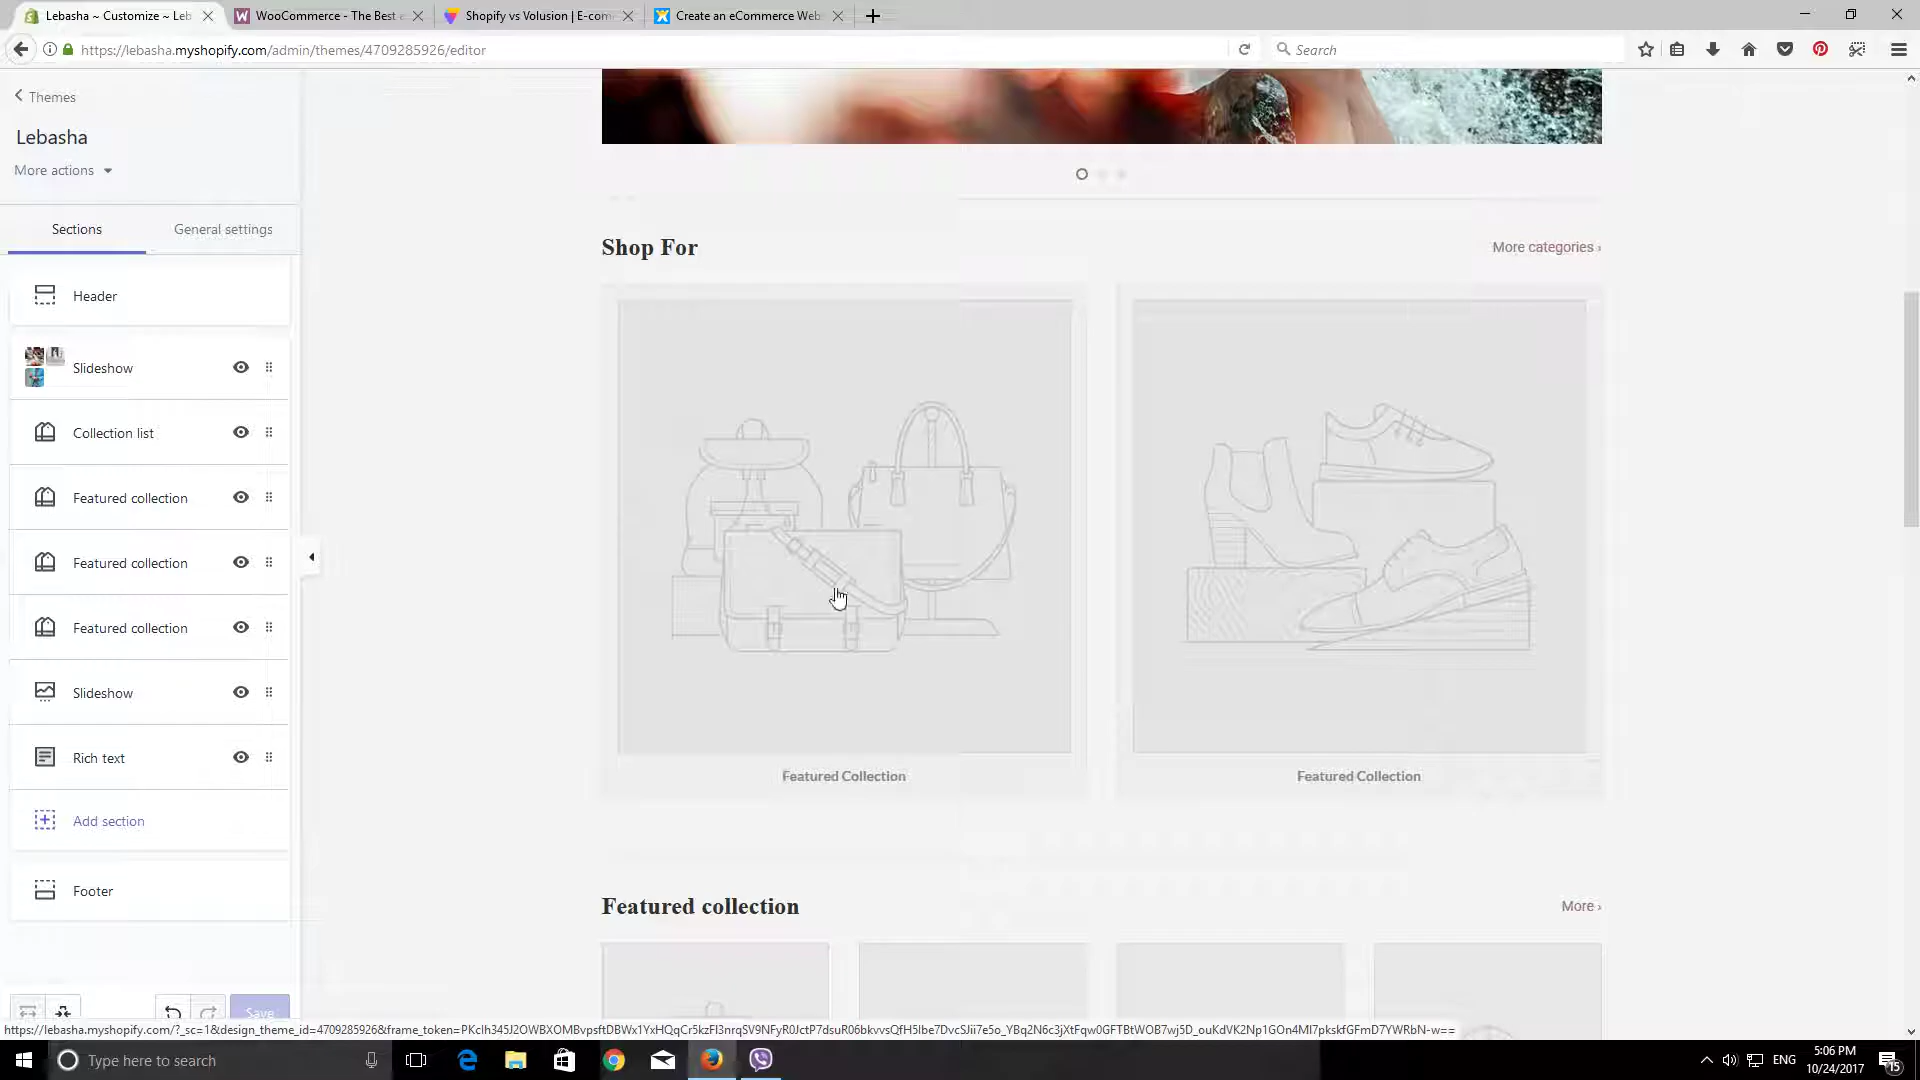 Lebasha ~ Customize ~ Leb
WooCommerce - The Best e
Shopify vs Volusion | E-com
Create an eCommerce Web
https://lebasha.myshopify.com/admin/themes/4709285926/editor
Search
Themes
Lebasha
More actions
Sections
General settings
Header
Slideshow
Collection list
Featured collection
Featured collection
Featured collection
Slideshow
Rich text
Add section
Footer
Save
Shop For
More categories ›
Featured Collection
Featured Collection
Featured collection
More ›
Type here to search
ENG
5:06 PM
10/24/2017
15